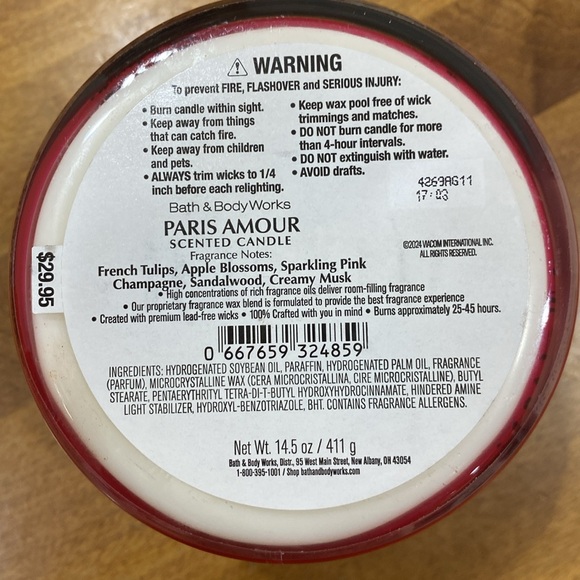 ⚠ WARNING
To prevent FIRE, FLASHOVER and SERIOUS INJURY:
• Burn candle within sight.
• Keep away from things
that can catch fire.
• Keep away from children
and pets.
• ALWAYS trim wicks to 1/4
inch before each relighting.
• Keep wax pool free of wick
trimmings and matches.
• DO NOT burn candle for more
than 4-hour intervals.
• DO NOT extinguish with water.
• AVOID drafts.
4269AG11
17:03
Bath & Body Works
PARIS AMOUR
SCENTED CANDLE
©2024 VIACOM INTERNATIONAL INC.
ALL RIGHTS RESERVED.
$29.95
Fragrance Notes:
French Tulips, Apple Blossoms, Sparkling Pink
Champagne, Sandalwood, Creamy Musk
• High concentrations of rich fragrance oils deliver room-filling fragrance
• Our proprietary fragrance wax blend is formulated to provide the best fragrance experience
• Created with premium lead-free wicks • 100% Crafted with you in mind • Burns approximately 25-45 hours.
0 667659 324859
INGREDIENTS: HYDROGENATED SOYBEAN OIL, PARAFFIN, HYDROGENATED PALM OIL, FRAGRANCE
(PARFUM), MICROCRYSTALLINE WAX (CERA MICROCRISTALLINA, CIRE MICROCRISTALLINE), BUTYL
STEARATE, PENTAERYTHRITYL TETRA-DI-T-BUTYL HYDROXYHYDROCINNAMATE, HINDERED AMINE
LIGHT STABILIZER, HYDROXYL-BENZOTRIAZOLE, BHT. CONTAINS FRAGRANCE ALLERGENS.
Net Wt. 14.5 oz / 411 g
Bath & Body Works, Distr., 95 West Main Street, New Albany, OH 43054
1-800-395-1001 / Shop bathandbodyworks.com